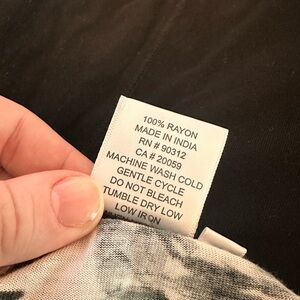 100% RAYON
MADE IN INDIA
RN # 90312
CA # 20059
MACHINE WASH COLD
GENTLE CYCLE
DO NOT BLEACH
TUMBLE DRY LOW
LOW IRON